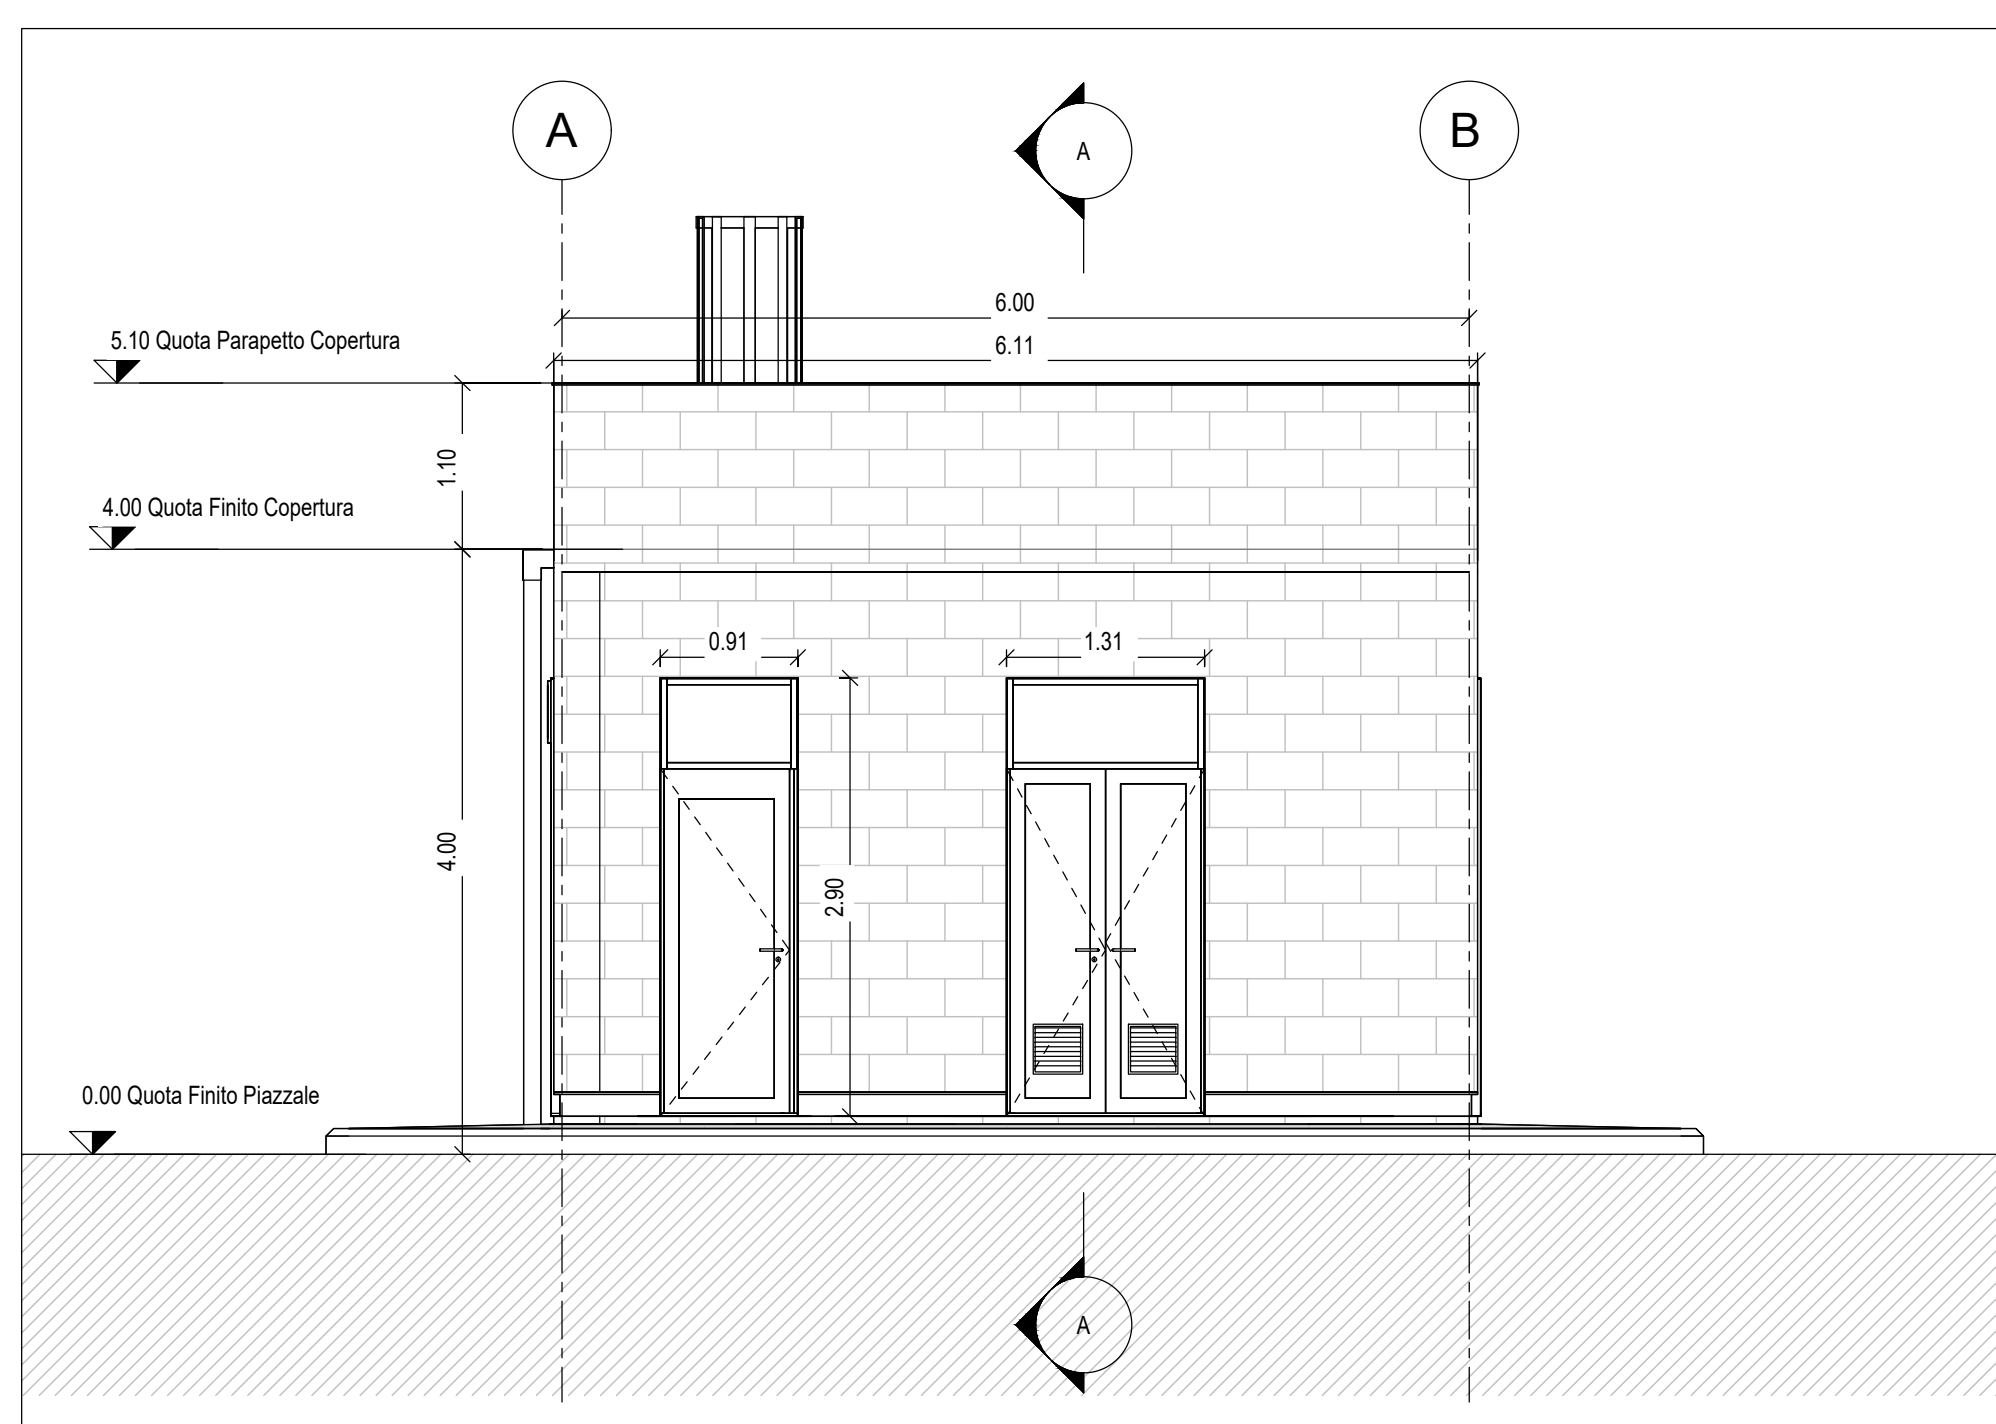 A
A
B
6.00
6.11
5.10 Quota Parapetto Copertura
1.10
4.00 Quota Finito Copertura
0.91
1.31
4.00
2.90
0.00 Quota Finito Piazzale
A